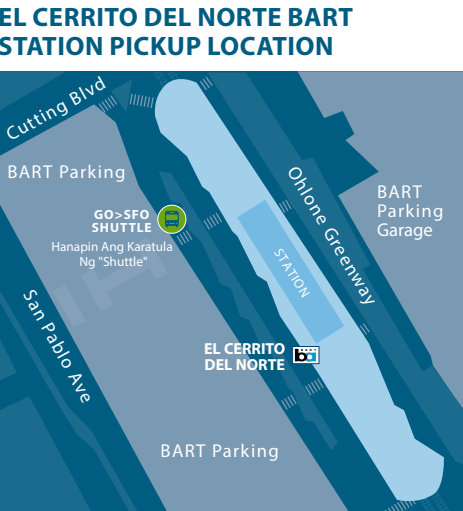 EL CERRITO DEL NORTE BART
STATION PICKUP LOCATION
Cutting Blvd
BART Parking
GO>SFO
SHUTTLE
Hanapin Ang Karatula
Ng "Shuttle"
Ohlone Greenway
BART
Parking
Garage
STATION
San Pablo Ave
EL CERRITO
DEL NORTE
ba
BART Parking